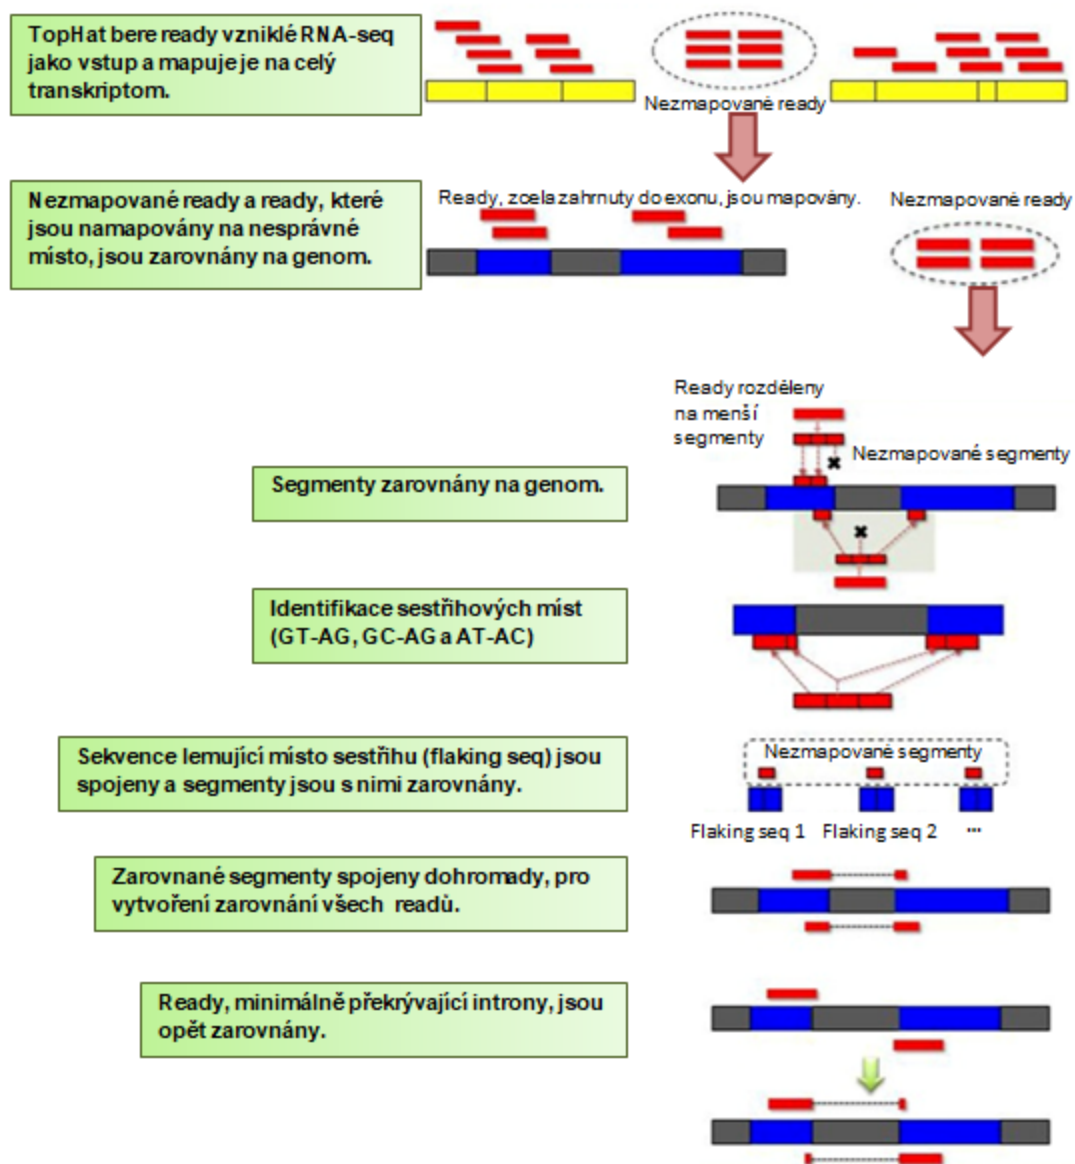 TopHat bere ready vzniklé RNA-seq
jako vstup a mapuje je na celý
transkriptom.
Nezmapované ready
Nezmapované ready a ready, které
jsou namapovány na nesprávné
místo, jsou zarovnány na genom.
Ready, zcela zahrnuty do exonu, jsou mapovány.
Nezmapované ready
Ready rozděleny
na menší
segmenty
Nezmapované segmenty
Segmenty zarovnány na genom.
Identifikace sestřihových míst
(GT-AG, GC-AG a AT-AC)
Sekvence lemující místo sestřihu (flaking seq) jsou
spojeny a segmenty jsou s nimi zarovnány.
Nezmapované segmenty
Flaking seq 1 Flaking seq 2 ...
Zarovnané segmenty spojeny dohromady, pro
vytvoření zarovnání všech readů.
Ready, minimálně překrývající introny, jsou
opět zarovnány.